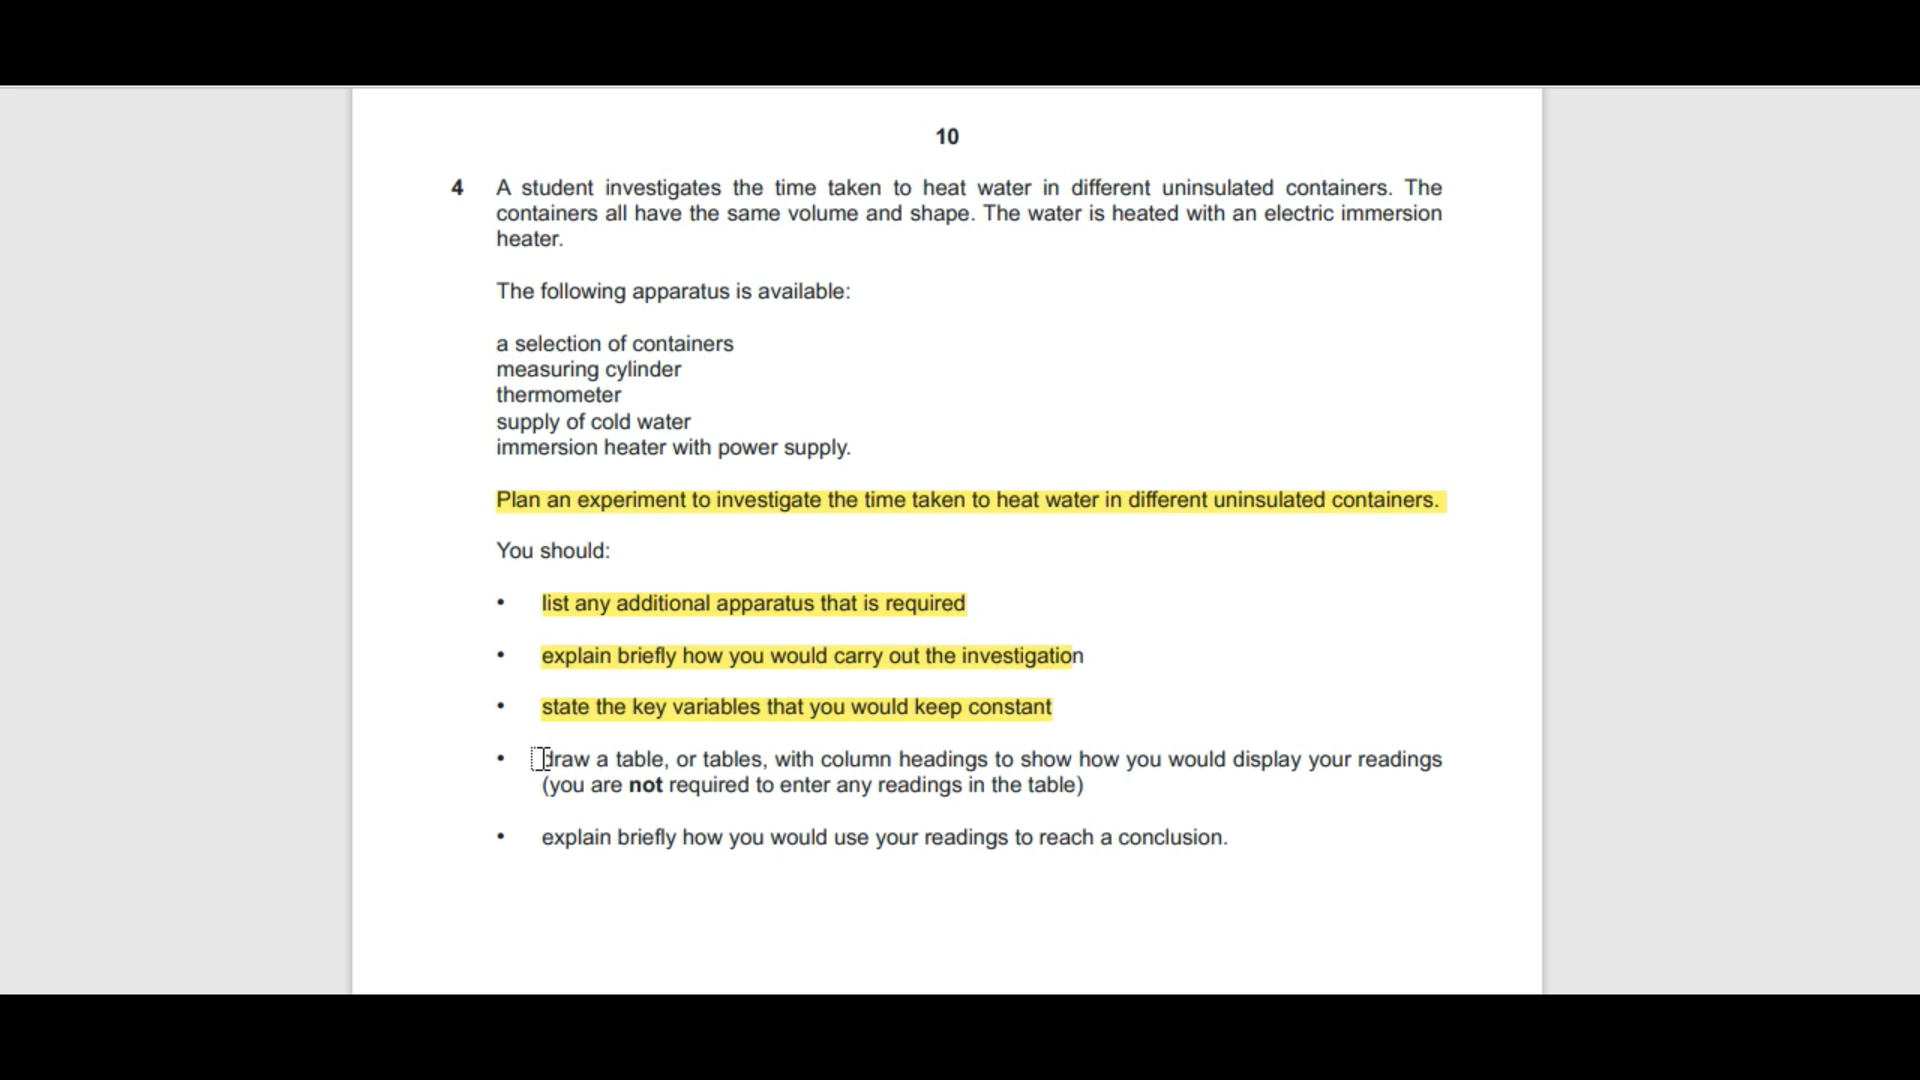 10
4 A student investigates the time taken to heat water in different uninsulated containers. The
containers all have the same volume and shape. The water is heated with an electric immersion
heater.
The following apparatus is available:
a selection of containers
measuring cylinder
thermometer
supply of cold water
immersion heater with power supply.
Plan an experiment to investigate the time taken to heat water in different uninsulated containers.
You should:
• list any additional apparatus that is required
• explain briefly how you would carry out the investigation
• state the key variables that you would keep constant
• draw a table, or tables, with column headings to show how you would display your readings
(you are not required to enter any readings in the table)
• explain briefly how you would use your readings to reach a conclusion.